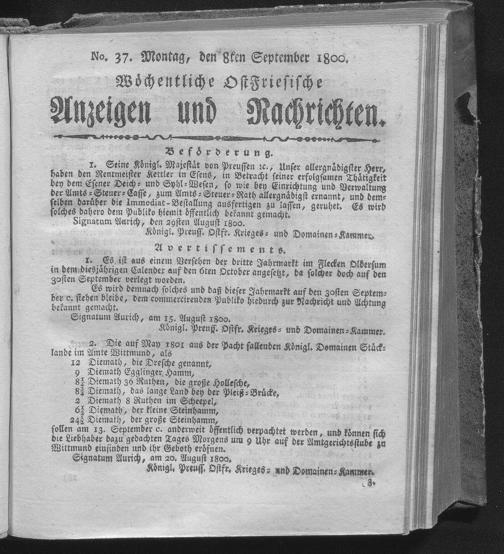 No. 37. Montag, den 8ten September 1800.
Wöchentliche OstFriesische
Anzeigen und Nachrichten.
Beförderung.
1. Seine Königl. Majestät von Preussen ꝛc., Unser allergnädigster Herr,
haben den Rentmeister Kettler in Esens, in Betracht seiner erfolgsamen Thätigkeit
bey dem Esener Deich- und Syhl-Wesen, so wie bey Einrichtung und Verwaltung
der Amts-Steuer-Casse, zum Amts-Steuer-Rath allergnädigst ernannt, und dem-
selben darüber die Immodiat-Bestallung ausfertigen zu lassen, geruhet. Es wird
solches dahero dem Publiko hiemit öffentlich bekannt gemacht.
Signatum Aurich, den 29sten August 1800.
Königl. Preuß. Ostfr. Krieges- und Domainen-Kammer.
Avertissements.
1. Es ist aus einem Versehen der dritte Jahrmarkt im Flecken Oldersum
in dem diesjährigen Calender auf den 6ten October angesetzt, da solcher doch auf den
30sten September verlegt worden.
Es wird demnach solches und daß dieser Jahrmarkt auf den 30sten Septem-
ber c. stehen bleibe, dem commercirenden Publiko hiedurch zur Nachricht und Achtung
bekannt gemacht.
Signatum Aurich, am 15. August 1800.
Königl. Preuß. Ostfr. Krieges- und Domainen-Kammer.
2. Die auf May 1801 aus der Pacht fallenden Königl. Domainen Stück-
lande im Amte Wittmund, als
12 Diemath, die Dresche genannt,
9 Diemath Egglinger Hamm,
8¾ Diemath 36 Ruthen, die große Hollesche,
8¾ Diemath, das lange Land bey der Pleiß-Brücke,
2 Diemath 8 Ruthen im Scheepel,
Diemath, der kleine Steinhamm,
Diemath, der große Steinhamm,
sollen am 13. September c. anderweit öffentlich verpachtet werden, und können sich
die Liebhaber dazu gedachten Tages Morgens um 9 Uhr auf der Amtgerichtsstube zu
Wittmund einfinden und ihr Geboth eröfnen.
Signatum Aurich, am 20. August 1800.
Königl. Preuss. Ostfr. Krieges- und Domainen-Kammer.